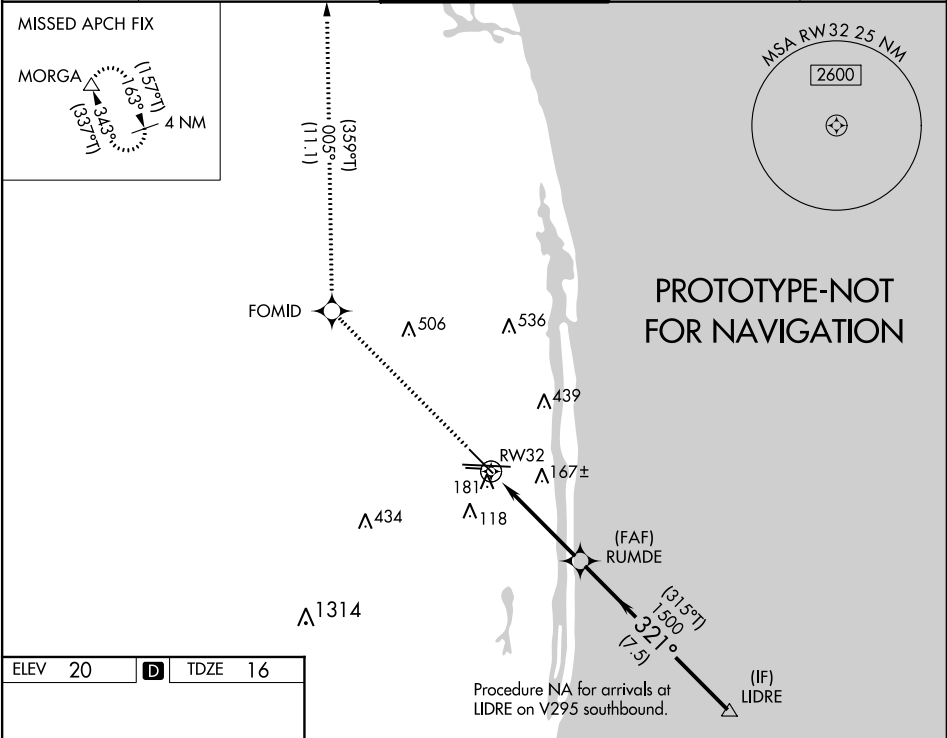 MISSED APCH FIX
MORGA
(157°T)
163°
343°
(337°T)
4 NM
(359°T)
005°
(11.1)
MSA RW32 25 NM
2600
FOMID
506
536
PROTOTYPE-NOT
FOR NAVIGATION
439
RW32
181
167±
118
434
(FAF)
RUMDE
1314
(315°T)
1500
321°
(7.5)
(IF)
LIDRE
Procedure NA for arrivals at
LIDRE on V295 southbound.
ELEV 20 D TDZE 16